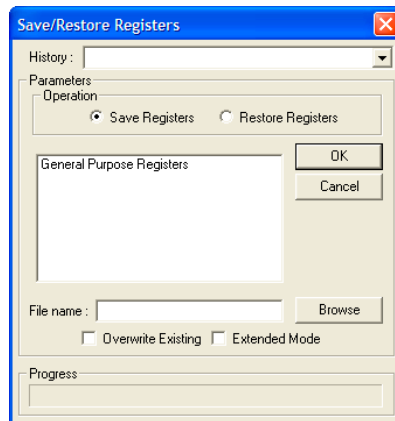 Save/Restore Registers
History :
Parameters
Operation
Save Registers Restore Registers
General Purpose Registers
OK
Cancel
File name : Browse
Overwrite Existing Extended Mode
Progress